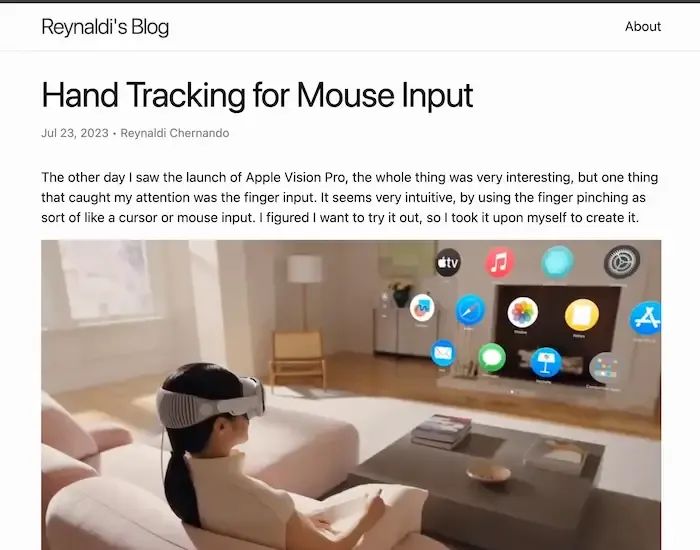 Reynaldi's Blog
About
Hand Tracking for Mouse Input
Jul 23, 2023 • Reynaldi Chernando
The other day I saw the launch of Apple Vision Pro, the whole thing was very interesting, but one thing
that caught my attention was the finger input. It seems very intuitive, by using the finger pinching as
sort of like a cursor or mouse input. I figured I want to try it out, so I took it upon myself to create it.
tv